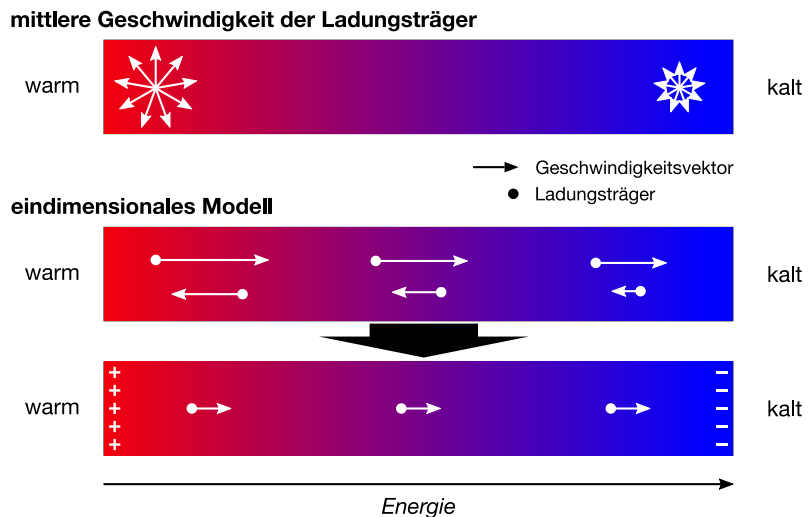 mittlere Geschwindigkeit der Ladungsträger
warm
kalt
Geschwindigkeitsvektor
Ladungsträger
eindimensionales Modell
warm
kalt
+
+
+
+
+
−
−
−
−
−
warm
kalt
Energie